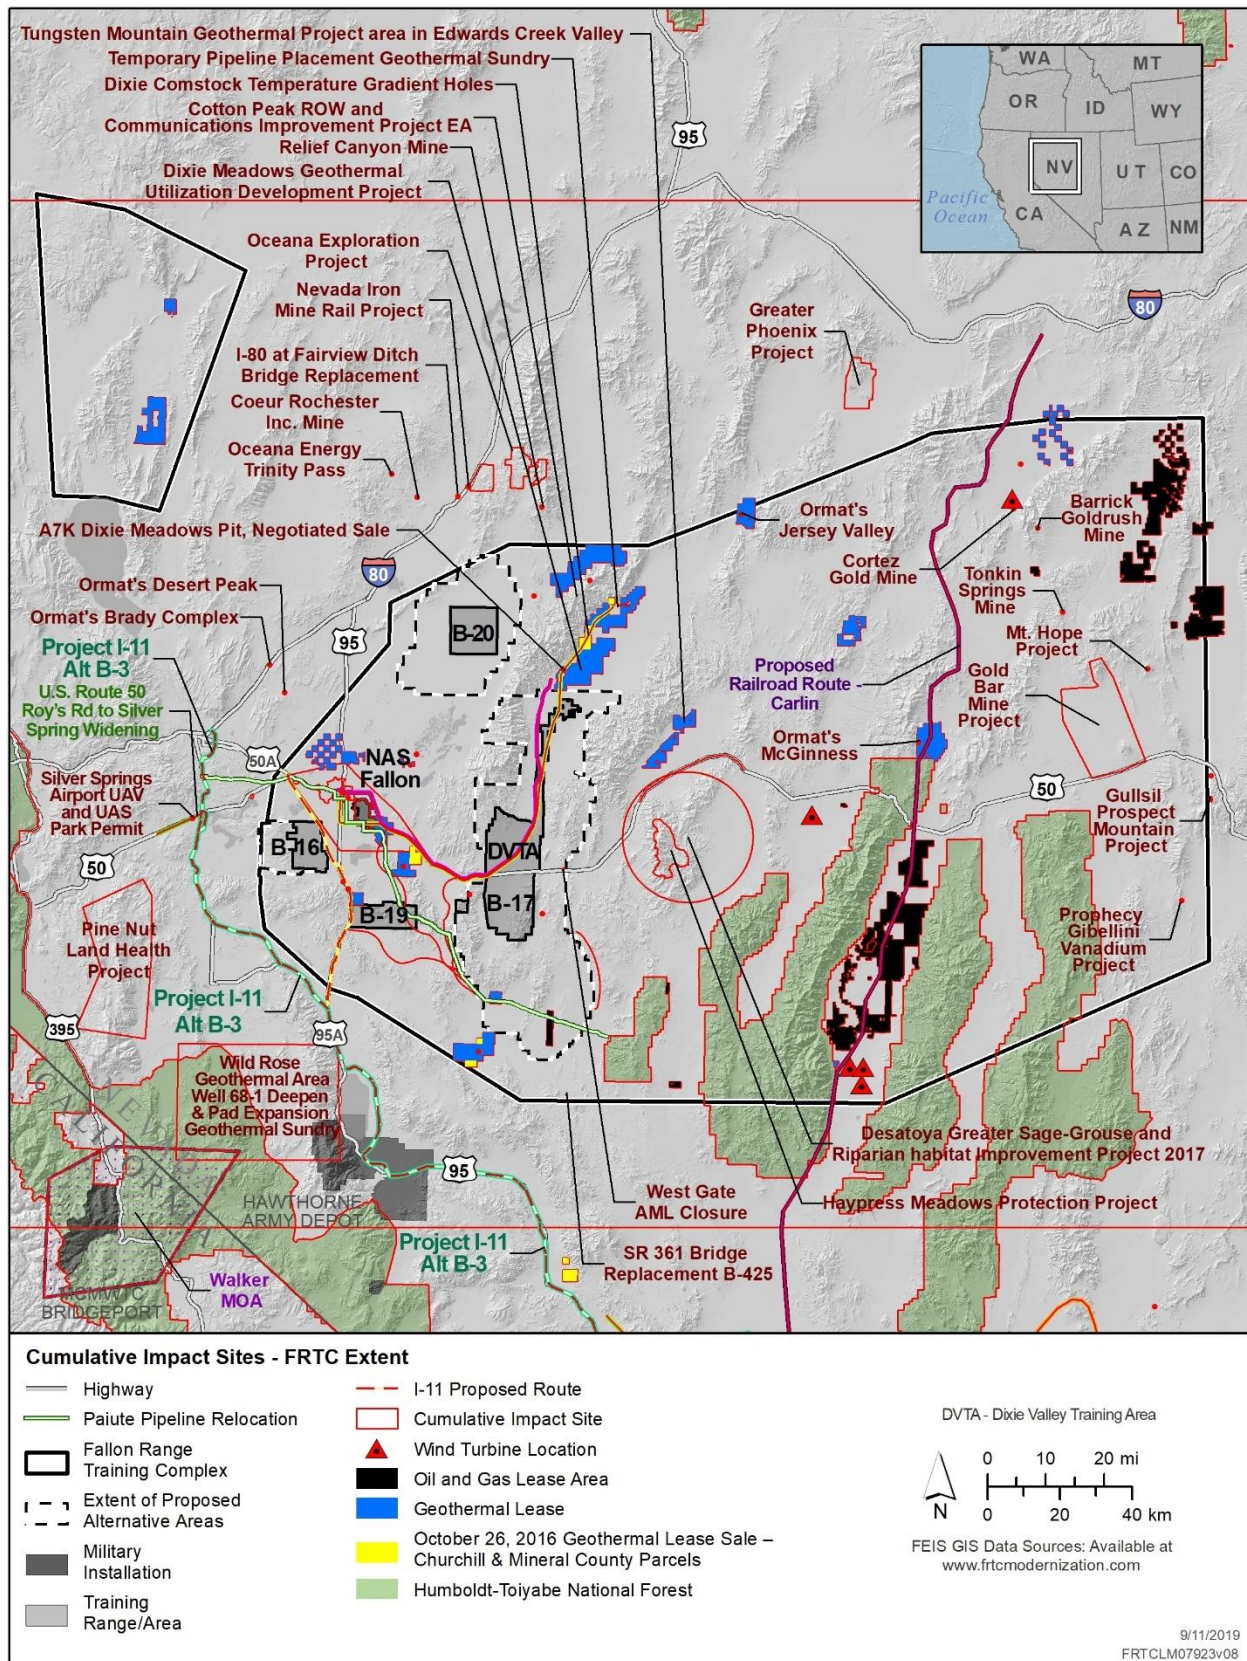 Tungsten Mountain Geothermal Project area in Edwards Creek Valley
Temporary Pipeline Placement Geothermal Sundry
Dixie Comstock Temperature Gradient Holes
Cotton Peak ROW and
Communications Improvement Project EA
Relief Canyon Mine
Dixie Meadows Geothermal
Utilization Development Project
95
WA
MT
OR
ID
WY
NV
UT
CO
CA
AZ
NM
Pacific
Ocean
Oceana Exploration
Project
Nevada Iron
Mine Rail Project
I-80 at Fairview Ditch
Bridge Replacement
Coeur Rochester
Inc. Mine
Oceana Energy
Trinity Pass
A7K Dixie Meadows Pit, Negotiated Sale
Greater
Phoenix
Project
80
Ormat's
Jersey Valley
Cortez
Gold Mine
Barrick
Goldrush
Mine
Tonkin
Springs
Mine
Mt. Hope
Project
Gold
Bar
Mine
Project
80
Ormat's Desert Peak
Ormat's Brady Complex
95
B-20
Project I-11
Alt B-3
U.S. Route 50
Roy's Rd to Silver
Spring Widening
Proposed
Railroad Route -
Carlin
Ormat's
McGinness
50A
NAS
Fallon
Silver Springs
Airport UAV
and UAS
Park Permit
50
50
Gullsil
Prospect
Mountain
Project
B-16
DVTA
B-17
B-19
Pine Nut
Land Health
Project
Prophecy
Gibellini
Vanadium
Project
Project I-11
Alt B-3
395
95A
Wild Rose
Geothermal Area
Well 68-1 Deepen
& Pad Expansion
Geothermal Sundry
NEVADA
CALIFORNIA
Desatoya Greater Sage-Grouse and
Riparian habitat Improvement Project 2017
95
HAWTHORNE
ARMY DEPOT
West Gate
AML Closure
Haypress Meadows Protection Project
Project I-11
Alt B-3
SR 361 Bridge
Replacement B-425
Walker
MOA
MCMWTC
BRIDGEPORT
Cumulative Impact Sites - FRTC Extent
Highway
Paiute Pipeline Relocation
Fallon Range
Training Complex
Extent of Proposed
Alternative Areas
Military
Installation
Training
Range/Area
I-11 Proposed Route
Cumulative Impact Site
Wind Turbine Location
Oil and Gas Lease Area
Geothermal Lease
October 26, 2016 Geothermal Lease Sale –
Churchill & Mineral County Parcels
Humboldt-Toiyabe National Forest
DVTA - Dixie Valley Training Area
N
0 10 20 mi
0 20 40 km
FEIS GIS Data Sources: Available at
www.frtcmodernization.com
9/11/2019
FRTCLM07923v08